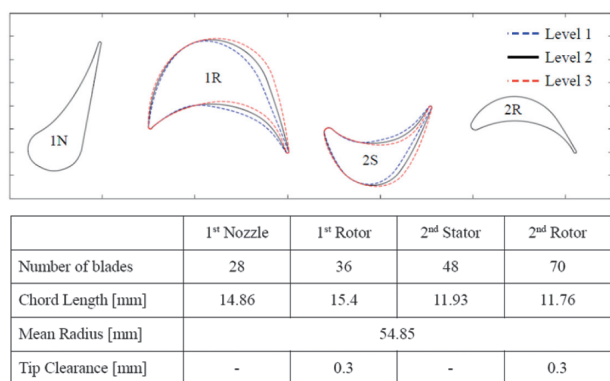 Level 1
Level 2
Level 3
1N
1R
2S
2R
1st Nozzle 1st Rotor 2nd Stator 2nd Rotor
Number of blades 28 36 48 70
Chord Length [mm] 14.86 15.4 11.93 11.76
Mean Radius [mm] 54.85
Tip Clearance [mm] - 0.3 - 0.3